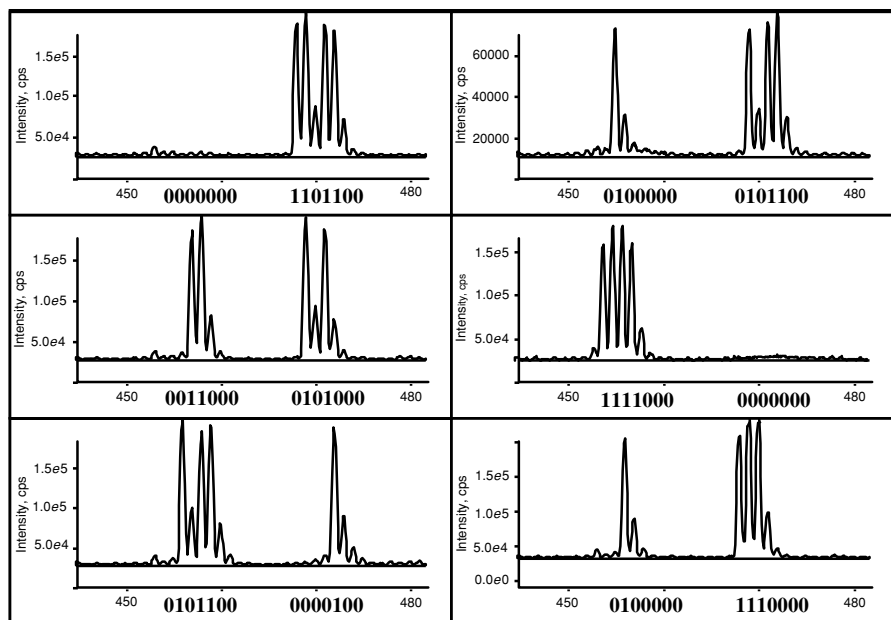 Intensity, cps
1.5e5
1.0e5
5.0e4
450
480
0000000 1101100
Intensity, cps
60000
40000
20000
450
480
0100000 0101100
Intensity, cps
1.5e5
1.0e5
5.0e4
450
480
0011000 0101000
Intensity, cps
1.5e5
1.0e5
5.0e4
450
480
1111000 0000000
Intensity, cps
1.5e5
1.0e5
5.0e4
450
480
0101100 0000100
Intensity, cps
1.5e5
1.0e5
5.0e4
0.0e0
450
480
0100000 1110000